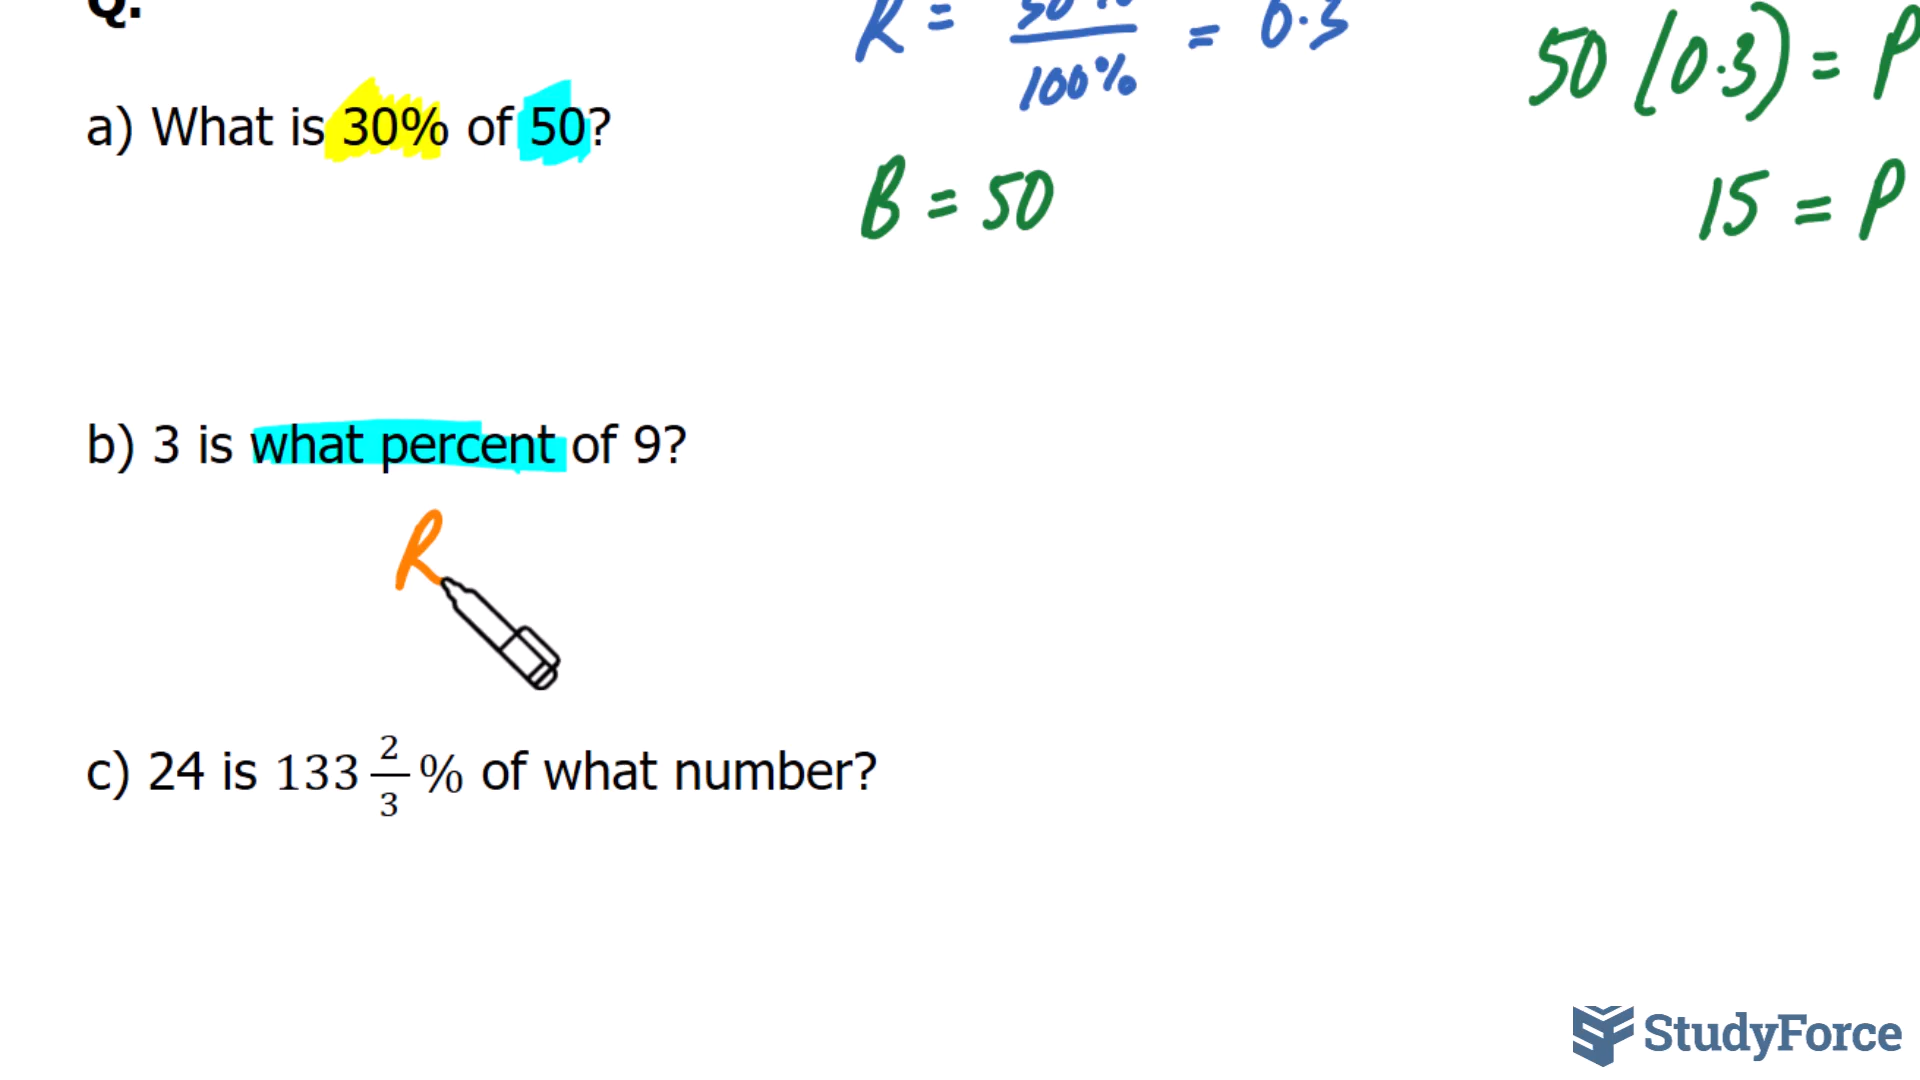 Q.
R = 30% / 100% = 0.3
50 (0.3) = P
a) What is 30% of 50?
B = 50
15 = P
b) 3 is what percent of 9?
R
c) 24 is 133 2/3 % of what number?
StudyForce